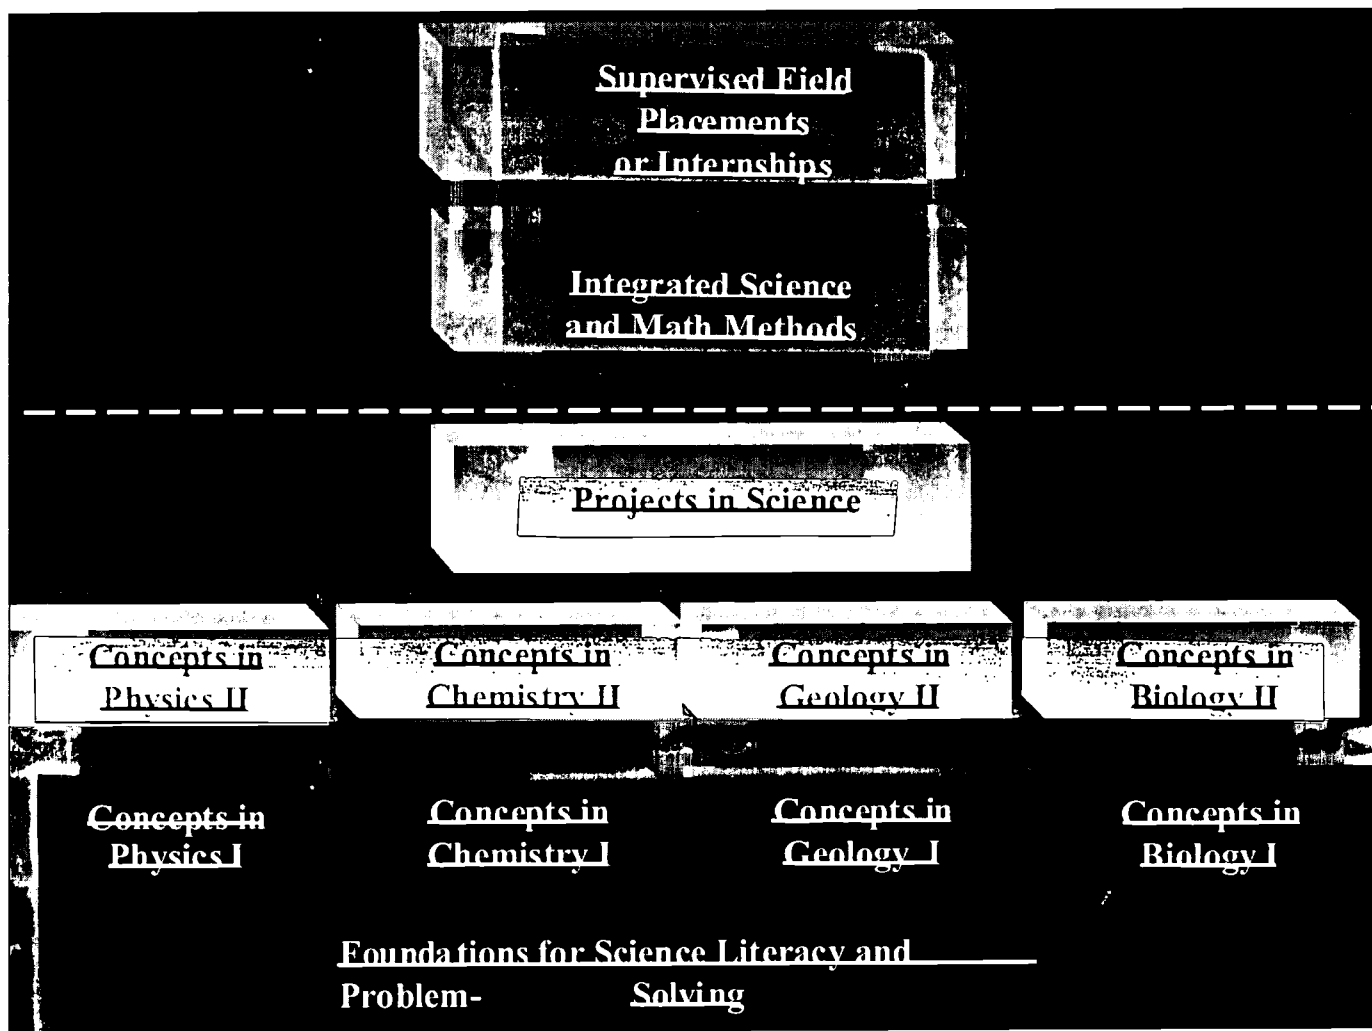 Supervised Field
Placements
or Internships
Integrated Science
and Math Methods
Projects in Science
Concepts in
Physics II
Concepts in
Chemistry II
Concepts in
Geology II
Concepts in
Biology II
Concepts in
Physics I
Concepts in
Chemistry I
Concepts in
Geology I
Concepts in
Biology I
Foundations for Science Literacy and
Problem- Solving